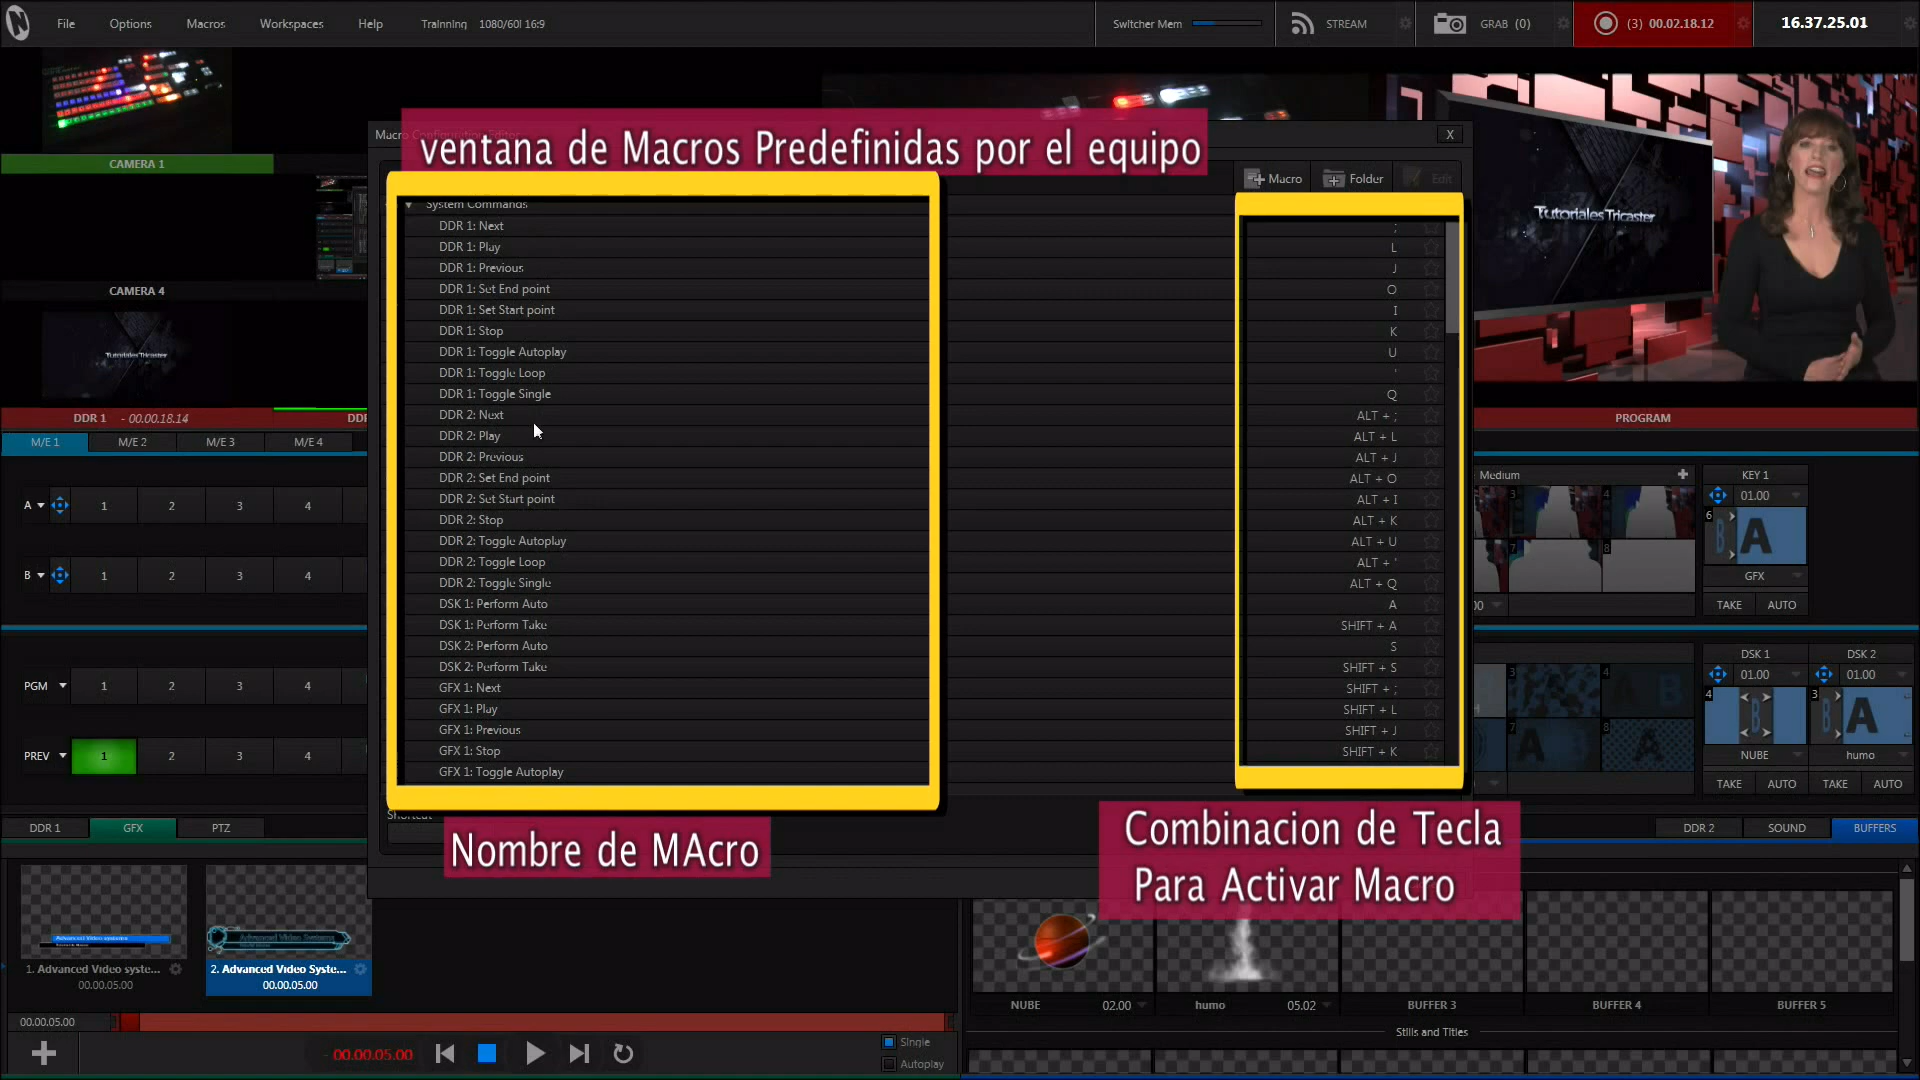 File Options Macros Workspaces Help Trainning 1080/60i 16:9 Switcher Mem STREAM GRAB (0) (3) 00.02.18.12 16.37.25.01
ventana de Macros Predefinidas por el equipo
X
CAMERA 1
Macro Folder Edit
System Commands
DDR 1: Next ;
DDR 1: Play L
DDR 1: Previous J
DDR 1: Set End point O
DDR 1: Set Start point I
DDR 1: Stop K
DDR 1: Toggle Autoplay U
DDR 1: Toggle Loop '
DDR 1: Toggle Single Q
DDR 2: Next ALT + ;
DDR 2: Play ALT + L
DDR 2: Previous ALT + J
DDR 2: Set End point ALT + O
DDR 2: Set Start point ALT + I
DDR 2: Stop ALT + K
DDR 2: Toggle Autoplay ALT + U
DDR 2: Toggle Loop ALT + '
DDR 2: Toggle Single ALT + Q
DSK 1: Perform Auto A
DSK 1: Perform Take SHIFT + A
DSK 2: Perform Auto S
DSK 2: Perform Take SHIFT + S
GFX 1: Next SHIFT + ;
GFX 1: Play SHIFT + L
GFX 1: Previous SHIFT + J
GFX 1: Stop SHIFT + K
GFX 1: Toggle Autoplay
Shortcut
Nombre de MAcro
Combinacion de Tecla
Para Activar Macro
CAMERA 4
Tutoriales Tricaster
DDR 1 - 00.00.18.14
M/E 1 M/E 2 M/E 3 M/E 4
A 1 2 3 4
B 1 2 3 4
PGM 1 2 3 4
PREV 1 2 3 4
Tutoriales Tricaster
PROGRAM
Medium KEY 1
01.00
GFX
TAKE AUTO
DSK 1 DSK 2
01.00 01.00
NUBE humo
TAKE AUTO TAKE AUTO
DDR 1 GFX PTZ
DDR 2 SOUND BUFFERS
1. Advanced Video syste... 2. Advanced Video Syste...
00.00.05.00 00.00.05.00
NUBE 02.00 humo 05.02 BUFFER 3 BUFFER 4 BUFFER 5
00.00.05.00
Stills and Titles
- 00.00.05.00
Single
Autoplay